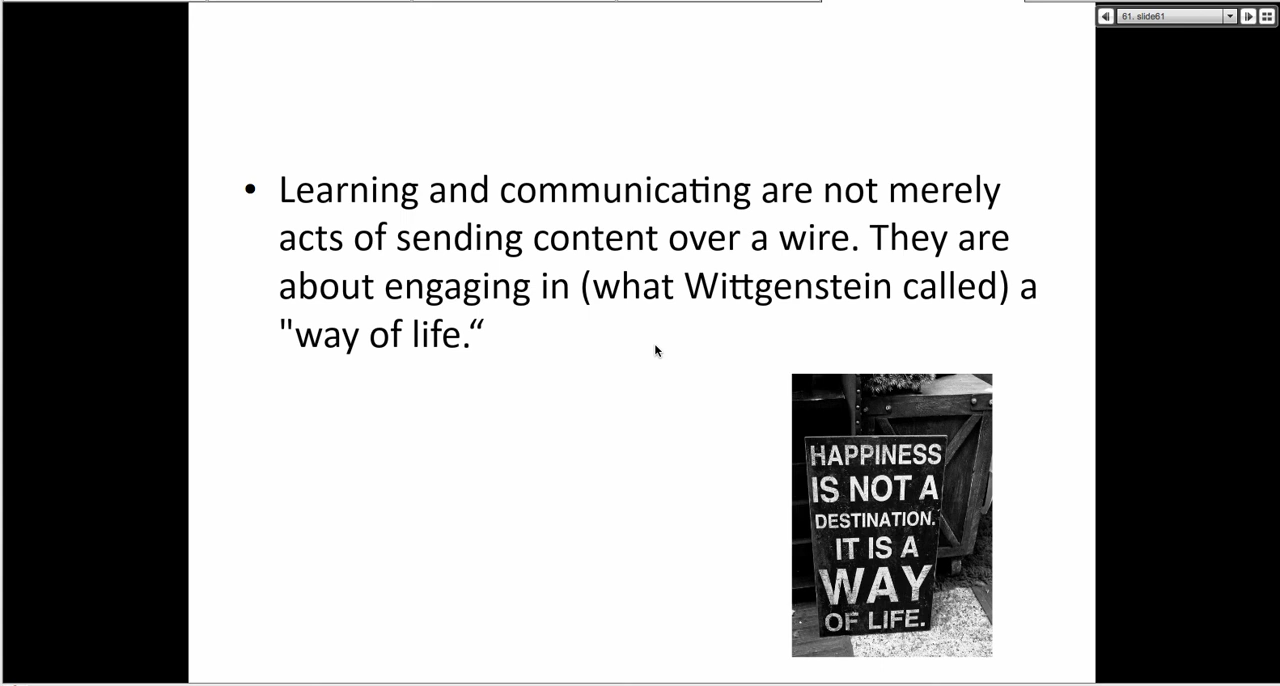 61. slide61
• Learning and communicating are not merely
acts of sending content over a wire. They are
about engaging in (what Wittgenstein called) a
"way of life.“
HAPPINESS
IS NOT A
DESTINATION.
IT IS A
WAY
OF LIFE.